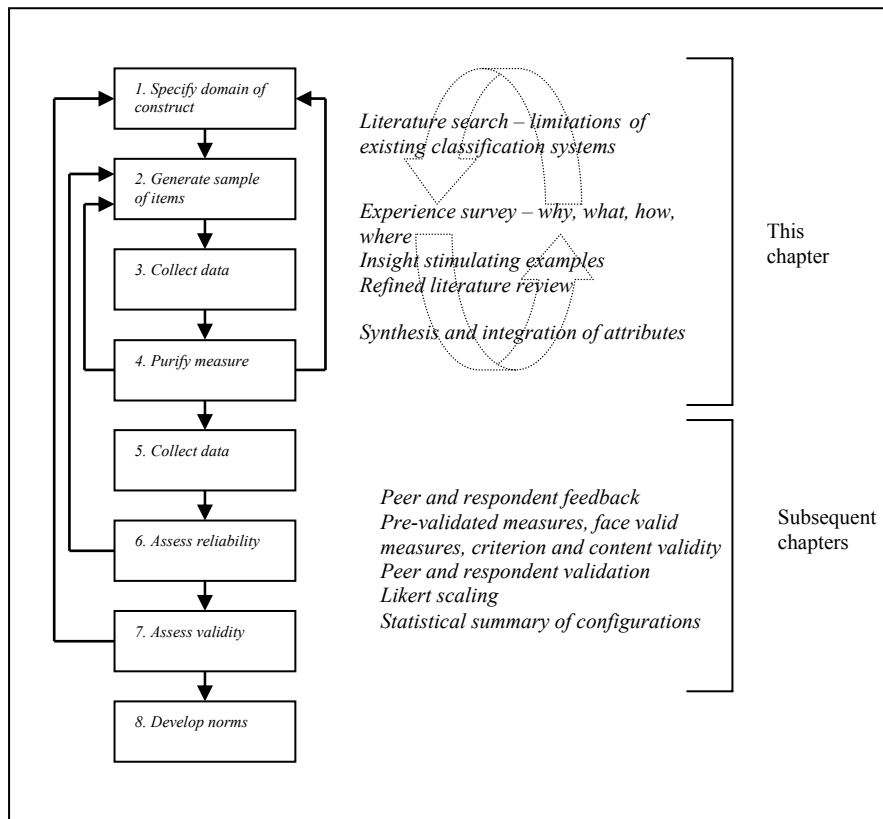 1. Specify domain of
construct
2. Generate sample
of items
3. Collect data
4. Purify measure
5. Collect data
6. Assess reliability
7. Assess validity
8. Develop norms
Literature search – limitations of
existing classification systems
Experience survey – why, what, how,
where
Insight stimulating examples
Refined literature review
Synthesis and integration of attributes
Peer and respondent feedback
Pre-validated measures, face valid
measures, criterion and content validity
Peer and respondent validation
Likert scaling
Statistical summary of configurations
This
chapter
Subsequent
chapters